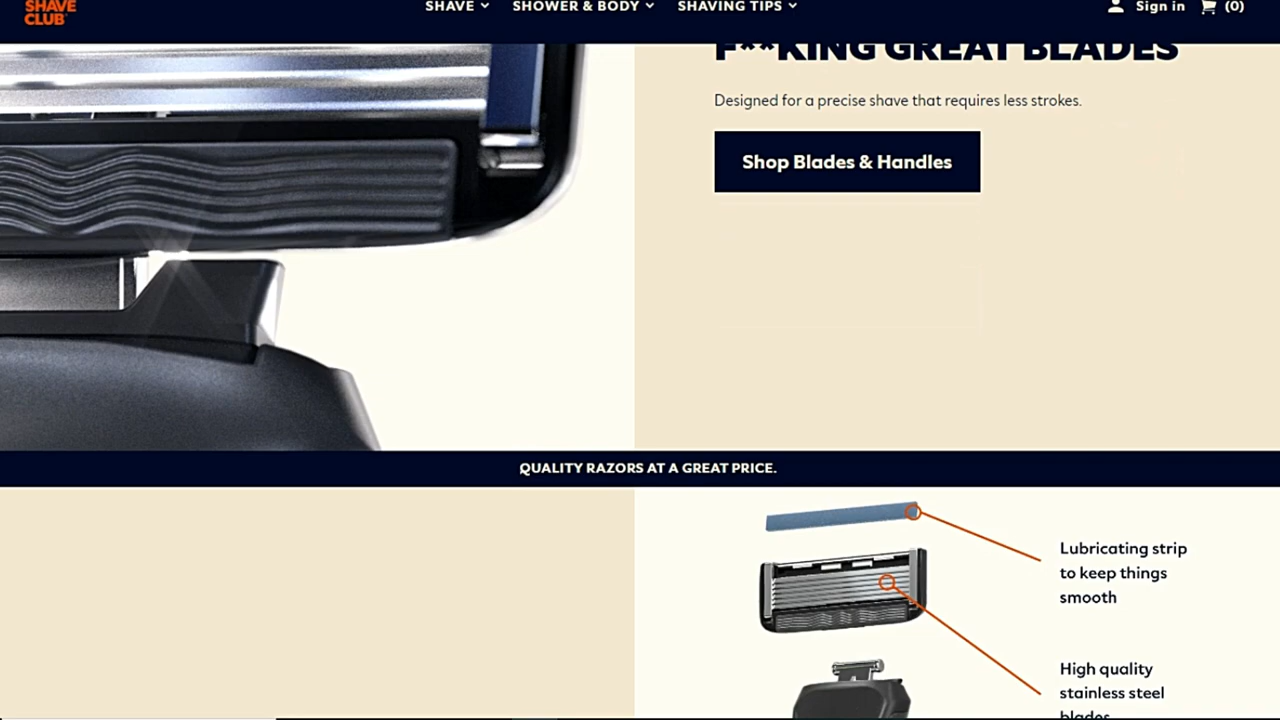 SHAVE
CLUB
SHAVE
SHOWER & BODY
SHAVING TIPS
Sign in
(0)
F**KING GREAT BLADES
Designed for a precise shave that requires less strokes.
Shop Blades & Handles
QUALITY RAZORS AT A GREAT PRICE.
Lubricating strip
to keep things
smooth
High quality
stainless steel
blades